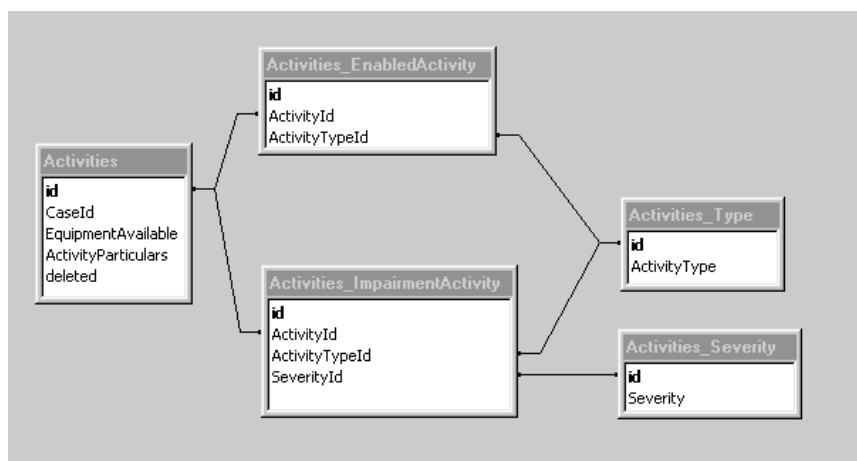 Activities_EnabledActivity
id
ActivityId
ActivityTypeId
Activities
id
CaseId
EquipmentAvailable
ActivityParticulars
deleted
Activities_Type
id
ActivityType
Activities_ImpairmentActivity
id
ActivityId
ActivityTypeId
SeverityId
Activities_Severity
id
Severity